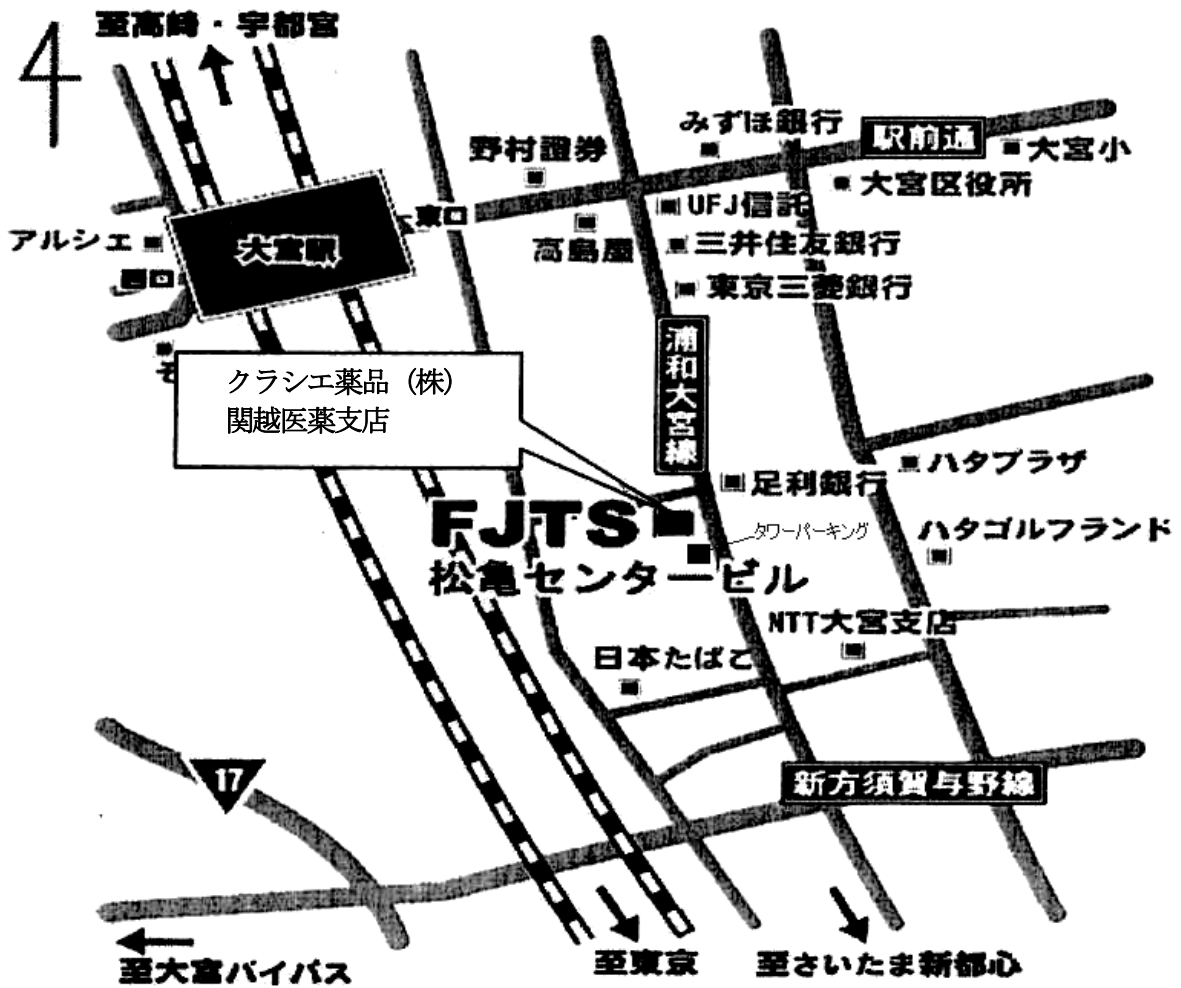 至高崎・宇都宮
みずほ銀行
駅前通
大宮小
野村證券
大宮区役所
東口
UFJ信託
アルシェ
大宮駅
高島屋
三井住友銀行
西口
東京三菱銀行
そ
浦和大宮線
クラシエ薬品（株）
関越医薬支店
ハタプラザ
足利銀行
FJTS
タワーパーキング
ハタゴルフランド
松亀センタービル
NTT大宮支店
日本たばこ
17
新方須賀与野線
至大宮バイパス
至東京
至さいたま新都心